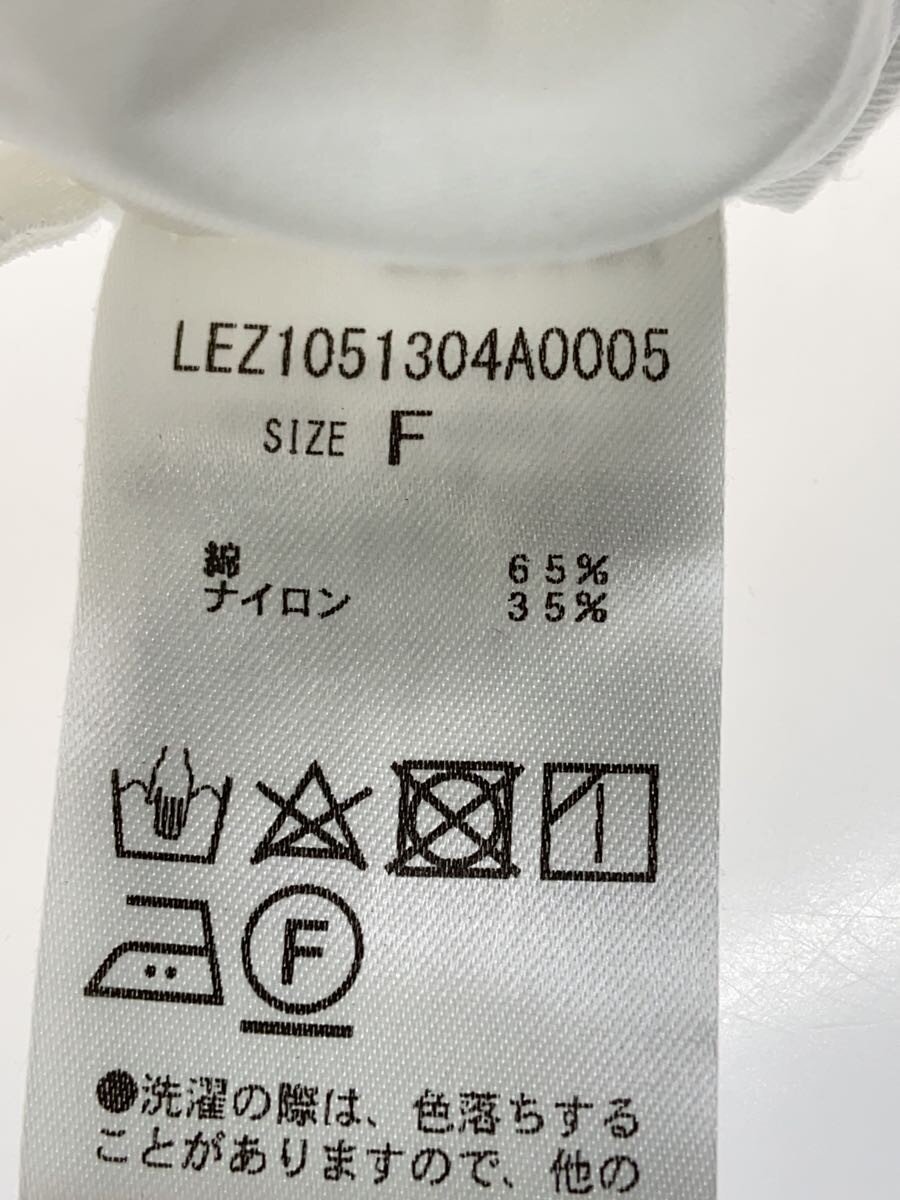 LEZ1051304A0005
SIZE F
綿 65%
ナイロン 35%
F
●洗濯の際は、色落ちする
ことがありますので、他の